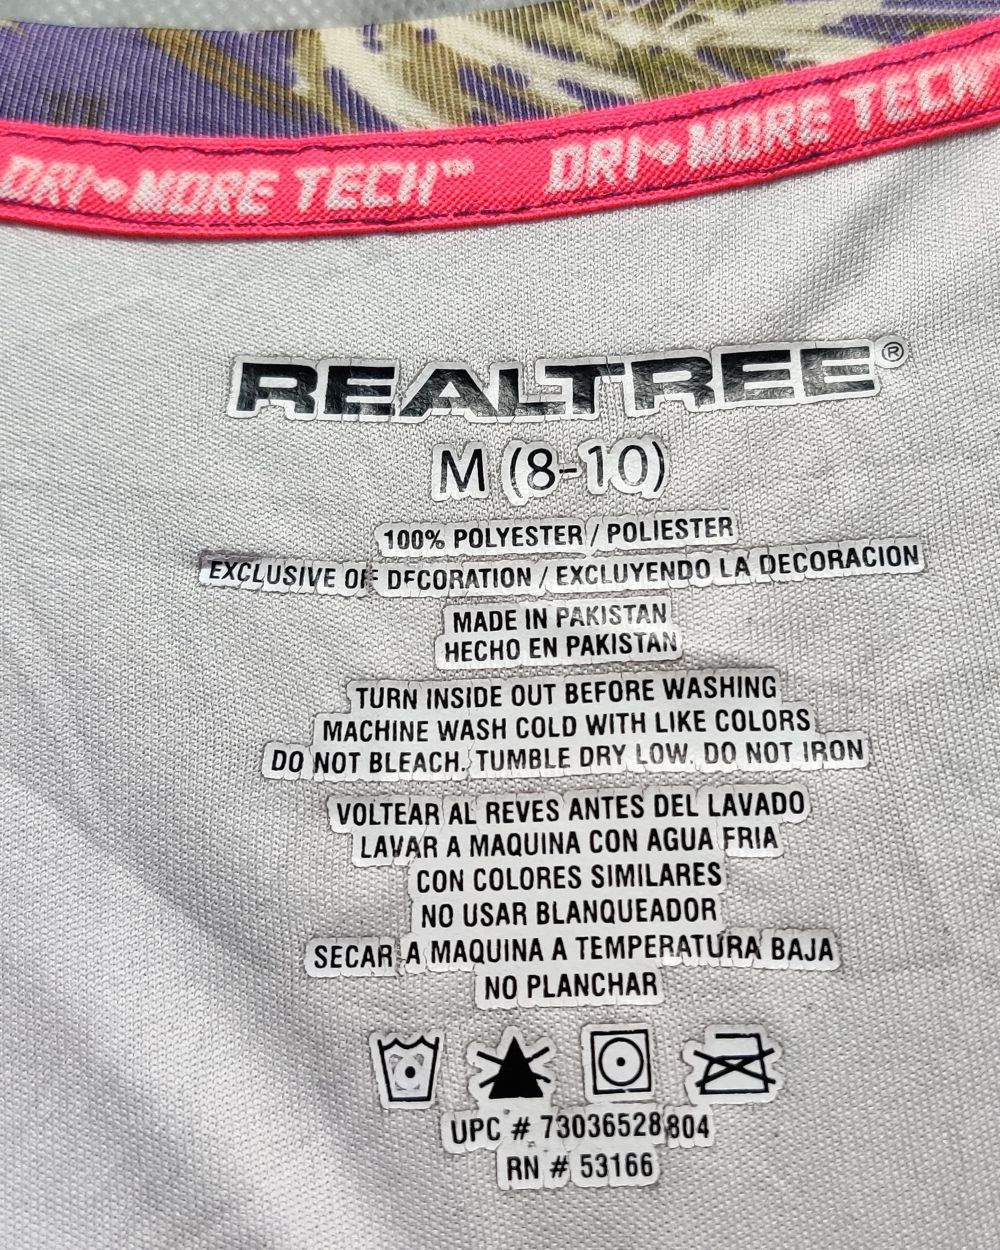 DRI~MORE TECH™ DRI~MORE TECH
REALTREE®
M (8-10)
100% POLYESTER / POLIESTER
EXCLUSIVE OF DECORATION / EXCLUYENDO LA DECORACION
MADE IN PAKISTAN
HECHO EN PAKISTAN
TURN INSIDE OUT BEFORE WASHING
MACHINE WASH COLD WITH LIKE COLORS
DO NOT BLEACH. TUMBLE DRY LOW. DO NOT IRON
VOLTEAR AL REVES ANTES DEL LAVADO
LAVAR A MAQUINA CON AGUA FRIA
CON COLORES SIMILARES
NO USAR BLANQUEADOR
SECAR A MAQUINA A TEMPERATURA BAJA
NO PLANCHAR
UPC # 73036528804
RN # 53166